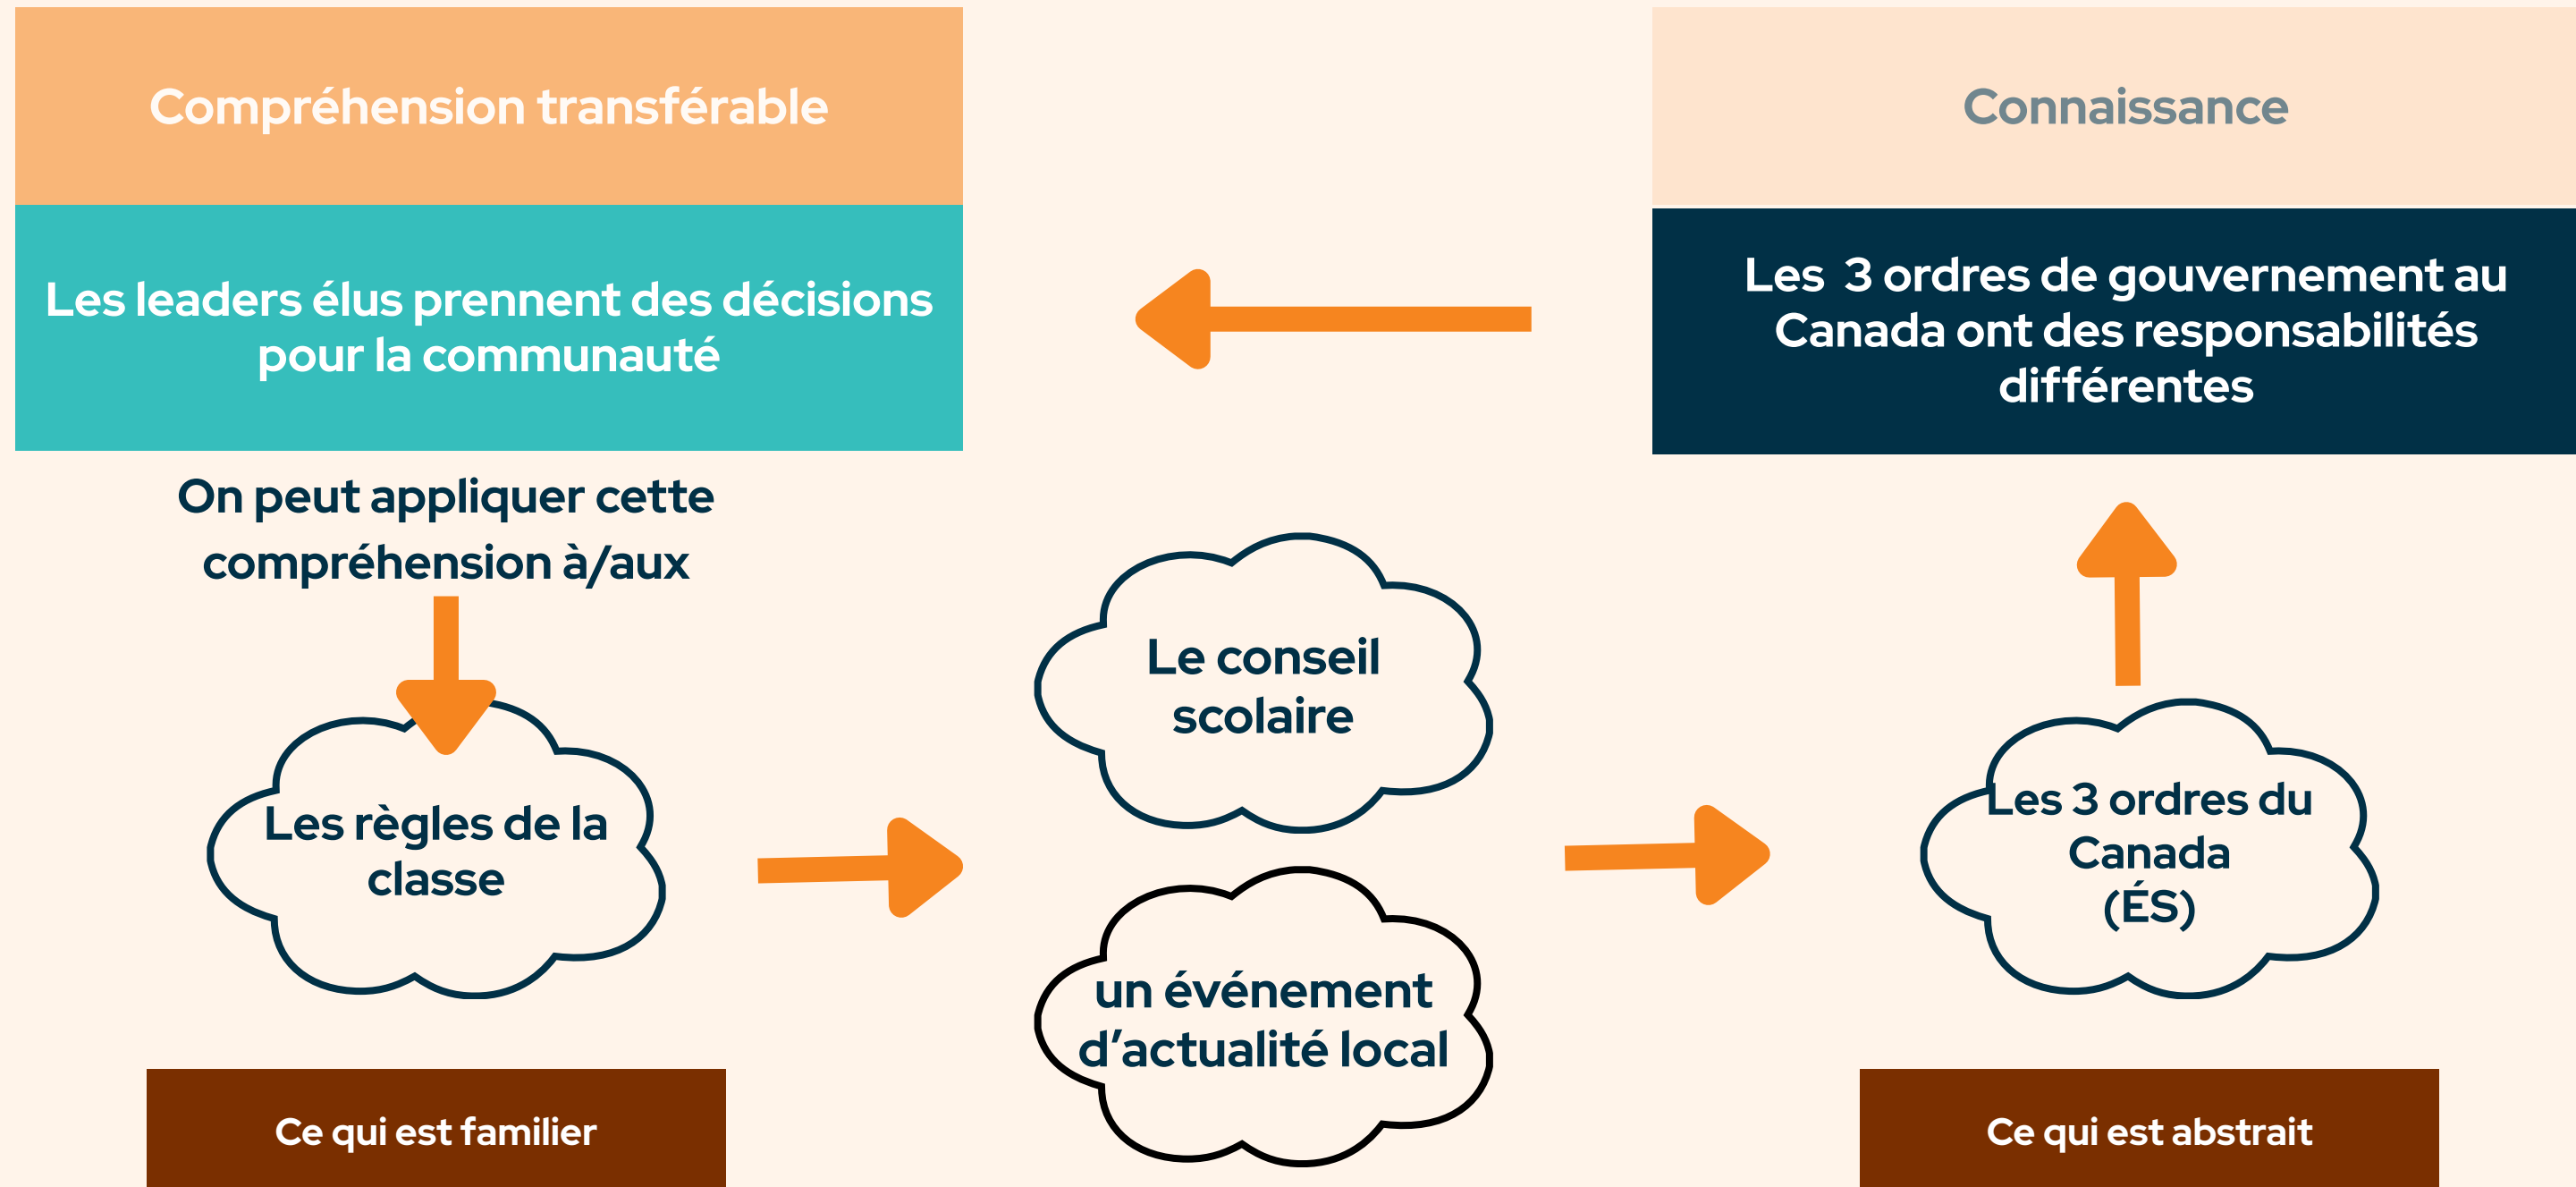 Compréhension transférable
Les leaders élus prennent des décisions
pour la communauté
On peut appliquer cette
compréhension à/aux
Les règles de la
classe
Ce qui est familier
Le conseil
scolaire
un événement
d’actualité local
Connaissance
Les 3 ordres de gouvernement au
Canada ont des responsabilités
différentes
Les 3 ordres du
Canada
(ÉS)
Ce qui est abstrait